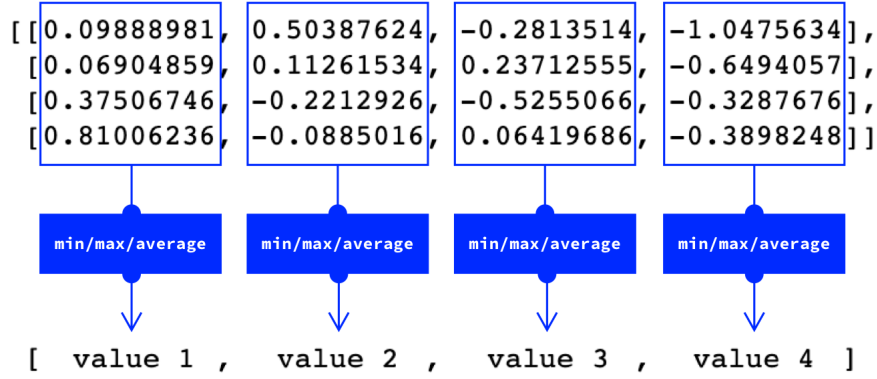 [[0.09888981, 0.50387624, -0.2813514, -1.0475634],
[0.06904859, 0.11261534, 0.23712555, -0.6494057],
[0.37506746, -0.2212926, -0.5255066, -0.3287676],
[0.81006236, -0.0885016, 0.06419686, -0.3898248]]
min/max/average min/max/average min/max/average min/max/average
[ value 1 , value 2 , value 3 , value 4 ]